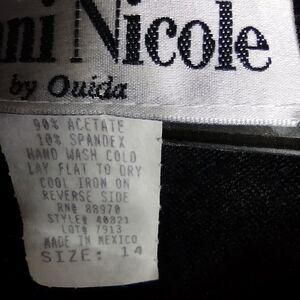 ni Nicole
by Ouida
90% ACETATE
10% SPANDEX
HAND WASH COLD
LAY FLAT TO DRY
COOL IRON ON
REVERSE SIDE
RN# 88970
STYLE# 40821
LOT# 7913
MADE IN MEXICO
SIZE: 14